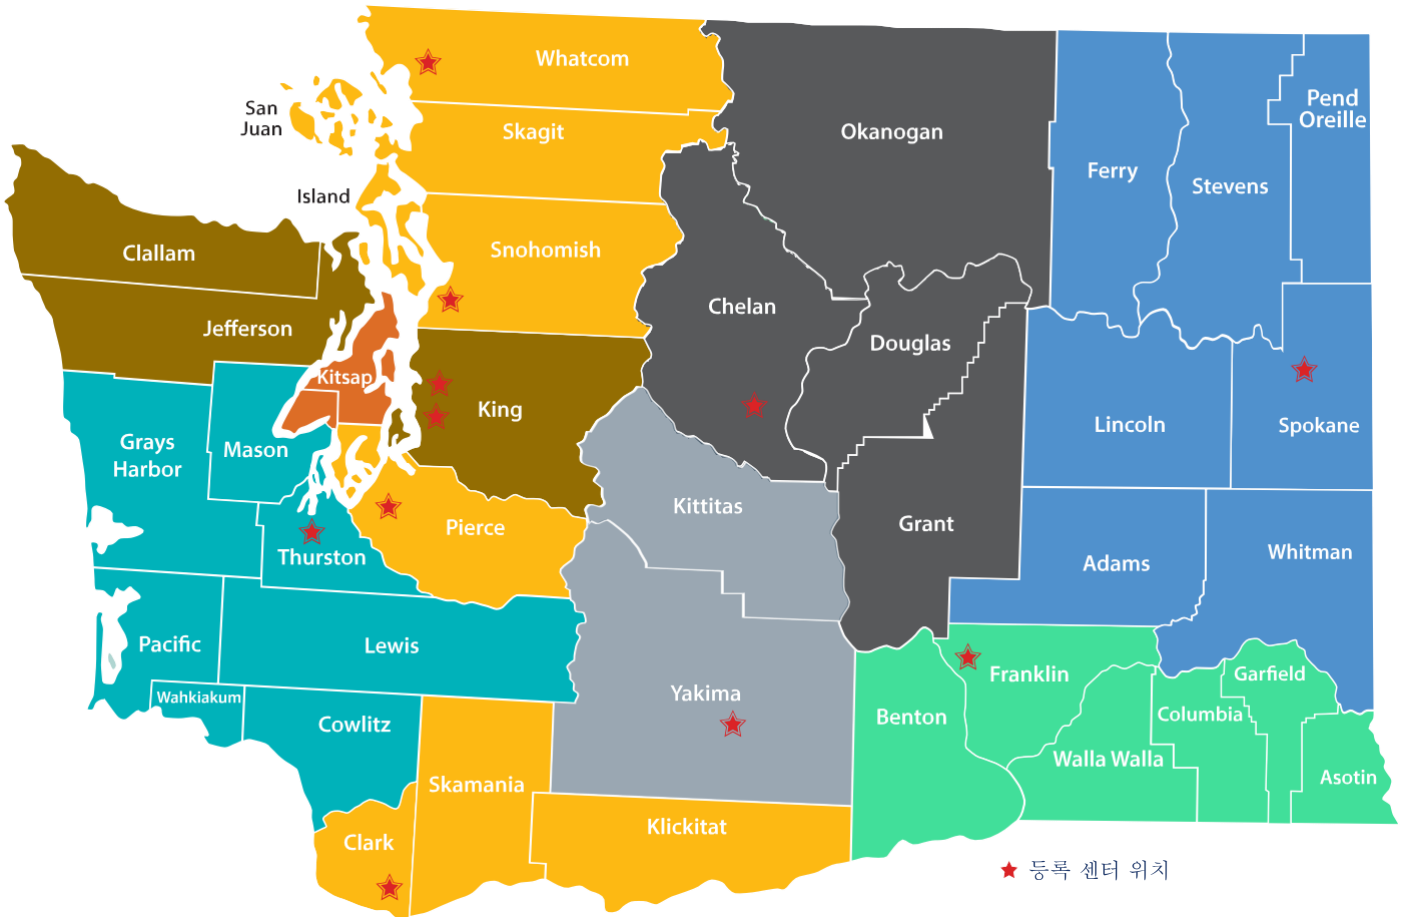 Whatcom
San
Juan
Skagit
Okanogan
Pend
Oreille
Ferry
Stevens
Island
Clallam
Snohomish
Chelan
Jefferson
Douglas
Kitsap
King
Lincoln
Spokane
Grays
Harbor
Mason
Kittitas
Grant
Pierce
Thurston
Adams
Whitman
Pacific
Lewis
Wahkiakum
Yakima
Franklin
Garfield
Cowlitz
Benton
Columbia
Walla Walla
Asotin
Skamania
Klickitat
Clark
등록 센터 위치